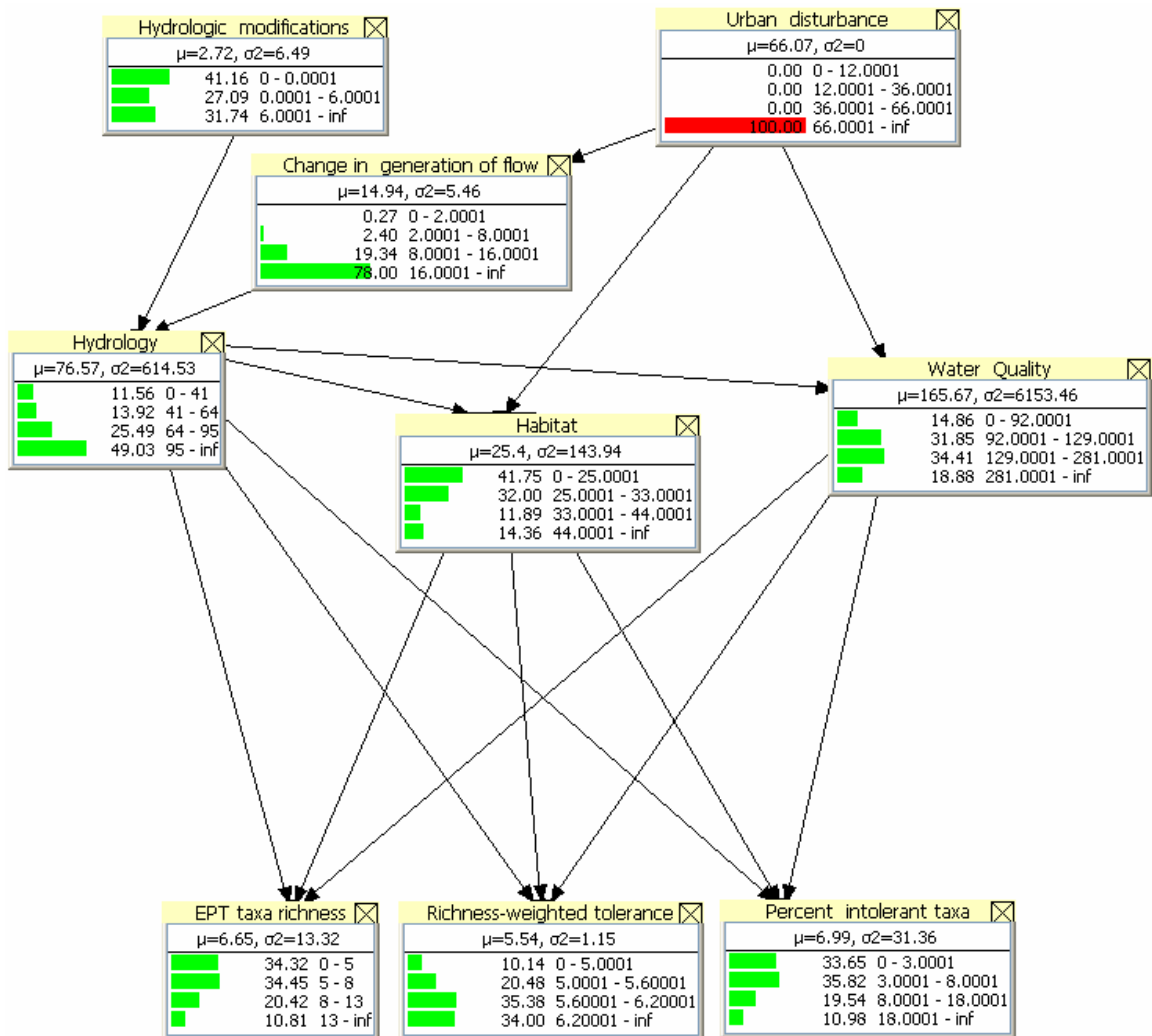 Hydrologic modifications
μ=2.72, σ2=6.49
41.16 0 - 0.0001
27.09 0.0001 - 6.0001
31.74 6.0001 - inf
Urban disturbance
μ=66.07, σ2=0
0.00 0 - 12.0001
0.00 12.0001 - 36.0001
0.00 36.0001 - 66.0001
100.00 66.0001 - inf
Change in generation of flow
μ=14.94, σ2=5.46
0.27 0 - 2.0001
2.40 2.0001 - 8.0001
19.34 8.0001 - 16.0001
78.00 16.0001 - inf
Hydrology
μ=76.57, σ2=614.53
11.56 0 - 41
13.92 41 - 64
25.49 64 - 95
49.03 95 - inf
Water Quality
μ=165.67, σ2=6153.46
14.86 0 - 92.0001
31.85 92.0001 - 129.0001
34.41 129.0001 - 281.0001
18.88 281.0001 - inf
Habitat
μ=25.4, σ2=143.94
41.75 0 - 25.0001
32.00 25.0001 - 33.0001
11.89 33.0001 - 44.0001
14.36 44.0001 - inf
EPT taxa richness
μ=6.65, σ2=13.32
34.32 0 - 5
34.45 5 - 8
20.42 8 - 13
10.81 13 - inf
Richness-weighted tolerance
μ=5.54, σ2=1.15
10.14 0 - 5.0001
20.48 5.0001 - 5.60001
35.38 5.60001 - 6.20001
34.00 6.20001 - inf
Percent intolerant taxa
μ=6.99, σ2=31.36
33.65 0 - 3.0001
35.82 3.0001 - 8.0001
19.54 8.0001 - 18.0001
10.98 18.0001 - inf